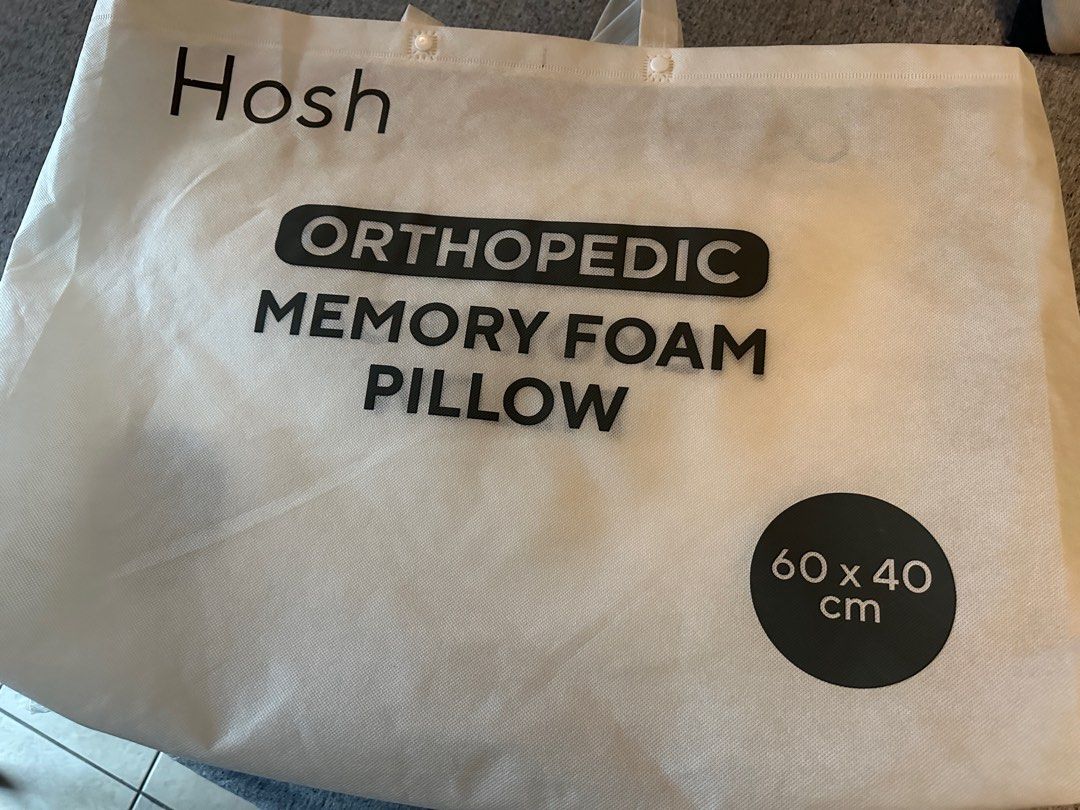 Hosh
ORTHOPEDIC
MEMORY FOAM
PILLOW
60 x 40
cm